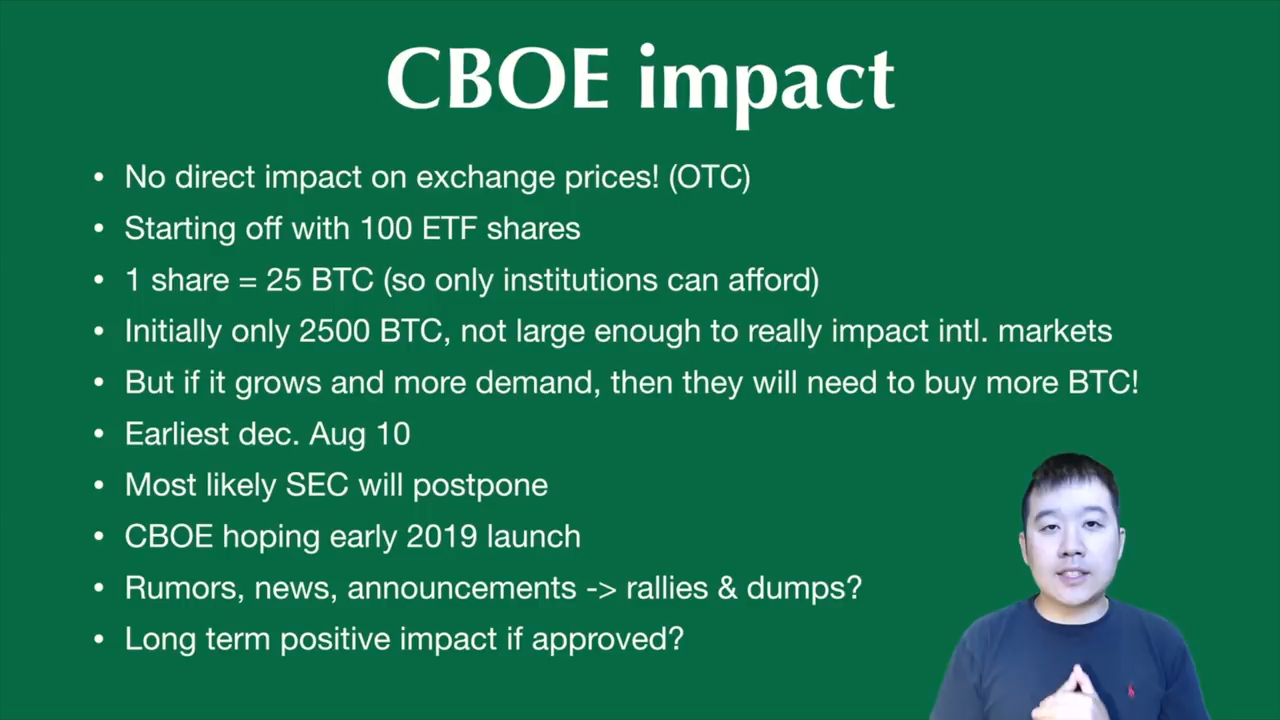 CBOE impact
• No direct impact on exchange prices! (OTC)
• Starting off with 100 ETF shares
• 1 share = 25 BTC (so only institutions can afford)
• Initially only 2500 BTC, not large enough to really impact intl. markets
• But if it grows and more demand, then they will need to buy more BTC!
• Earliest dec. Aug 10
• Most likely SEC will postpone
• CBOE hoping early 2019 launch
• Rumors, news, announcements -> rallies & dumps?
• Long term positive impact if approved?